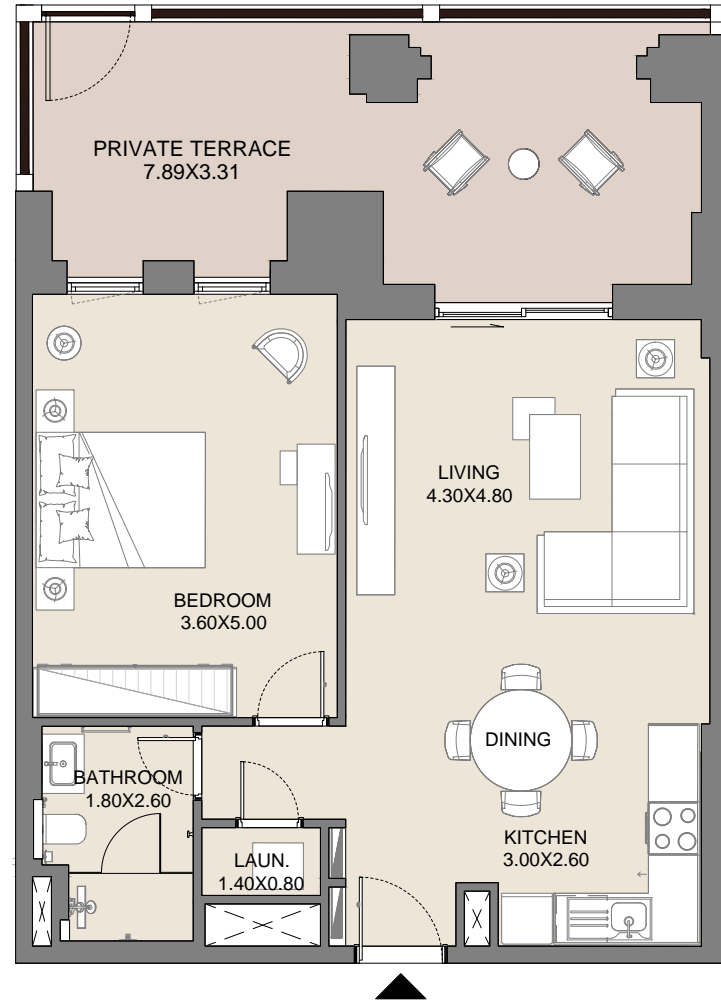 PRIVATE TERRACE
7.89X3.31
LIVING
4.30X4.80
BEDROOM
3.60X5.00
DINING
BATHROOM
1.80X2.60
KITCHEN
3.00X2.60
LAUN.
1.40X0.80